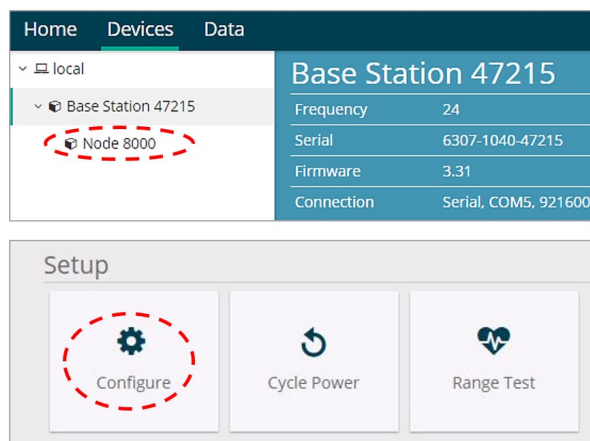 Home Devices Data
local
Base Station 47215
Node 8000
Base Station 47215
Frequency 24
Serial 6307-1040-47215
Firmware 3.31
Connection Serial, COM5, 921600
Setup
Configure Cycle Power Range Test